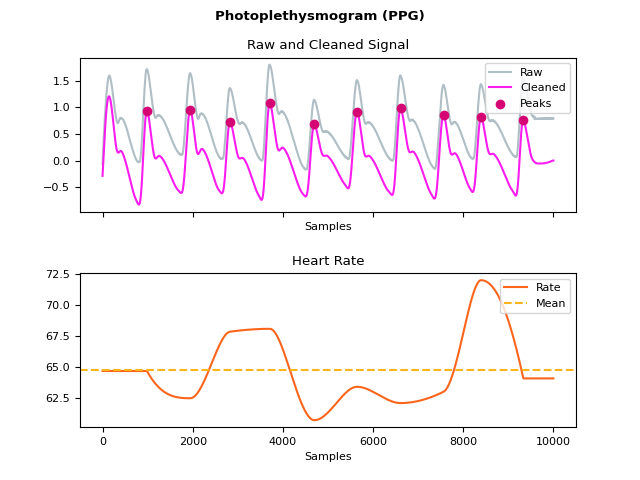 Photoplethysmogram (PPG)
Raw and Cleaned Signal
Raw
Cleaned
Peaks
1.5
1.0
0.5
0.0
−0.5
Samples
Heart Rate
Rate
Mean
72.5
70.0
67.5
65.0
62.5
0 2000 4000 6000 8000 10000
Samples